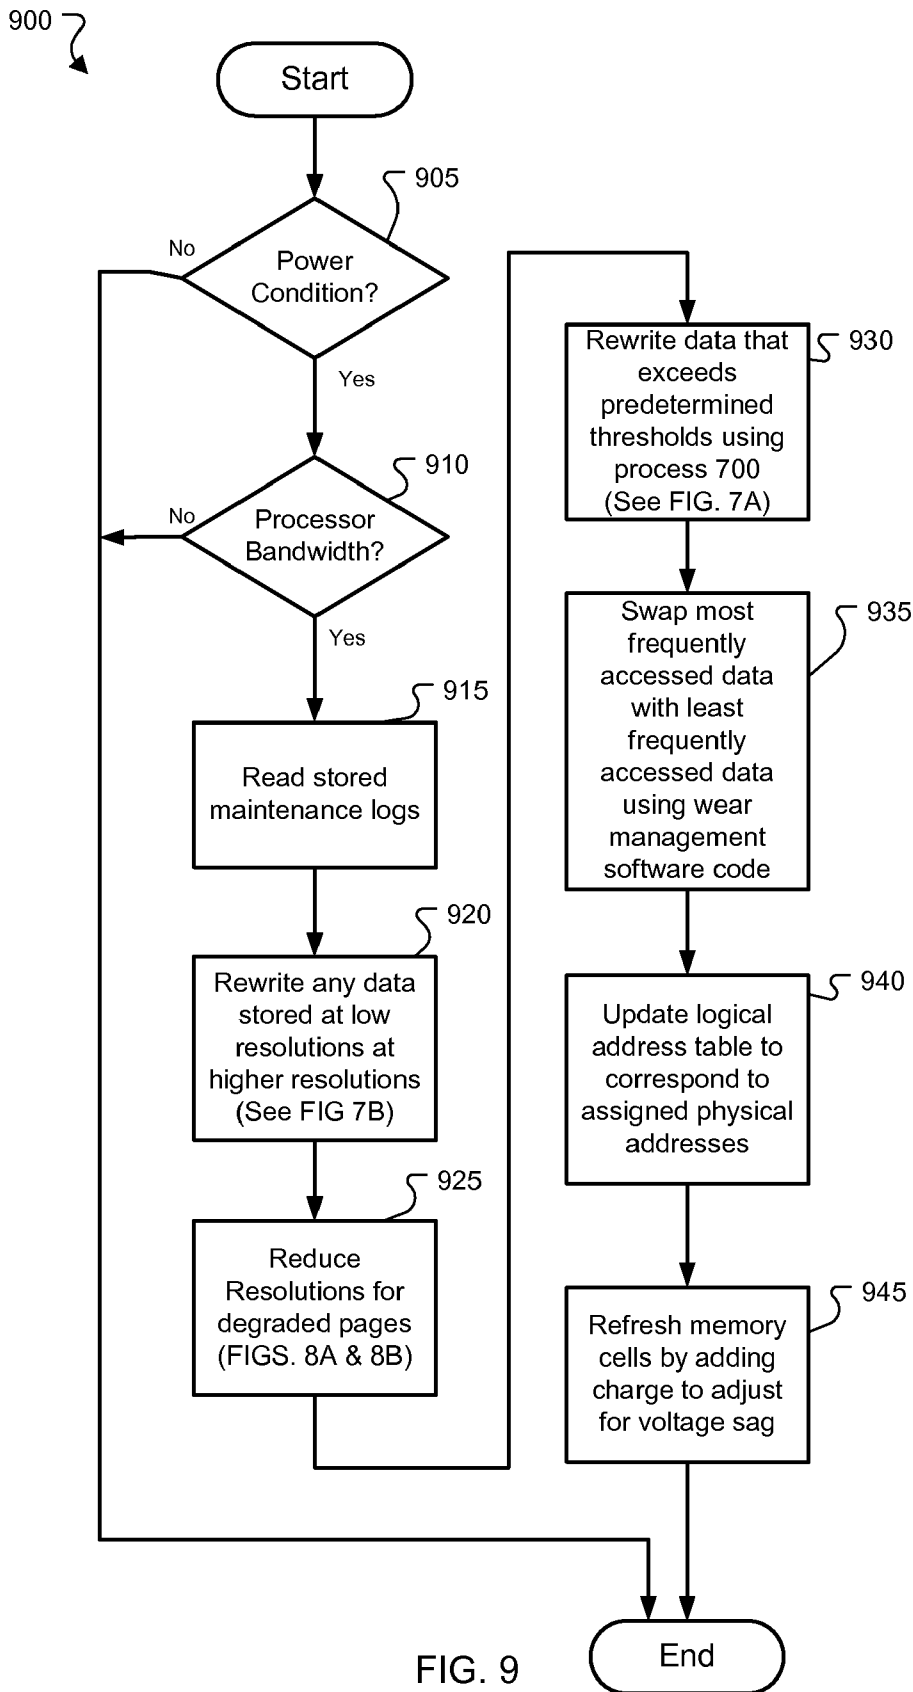 900
Start
905
Power
Condition?
No
Yes
910
Processor
Bandwidth?
No
Yes
915
Read stored
maintenance logs
920
Rewrite any data
stored at low
resolutions at
higher resolutions
(See FIG 7B)
925
Reduce
Resolutions for
degraded pages
(FIGS. 8A & 8B)
930
Rewrite data that
exceeds
predetermined
thresholds using
process 700
(See FIG. 7A)
935
Swap most
frequently
accessed data
with least
frequently
accessed data
using wear
management
software code
940
Update logical
address table to
correspond to
assigned physical
addresses
945
Refresh memory
cells by adding
charge to adjust
for voltage sag
End
FIG. 9